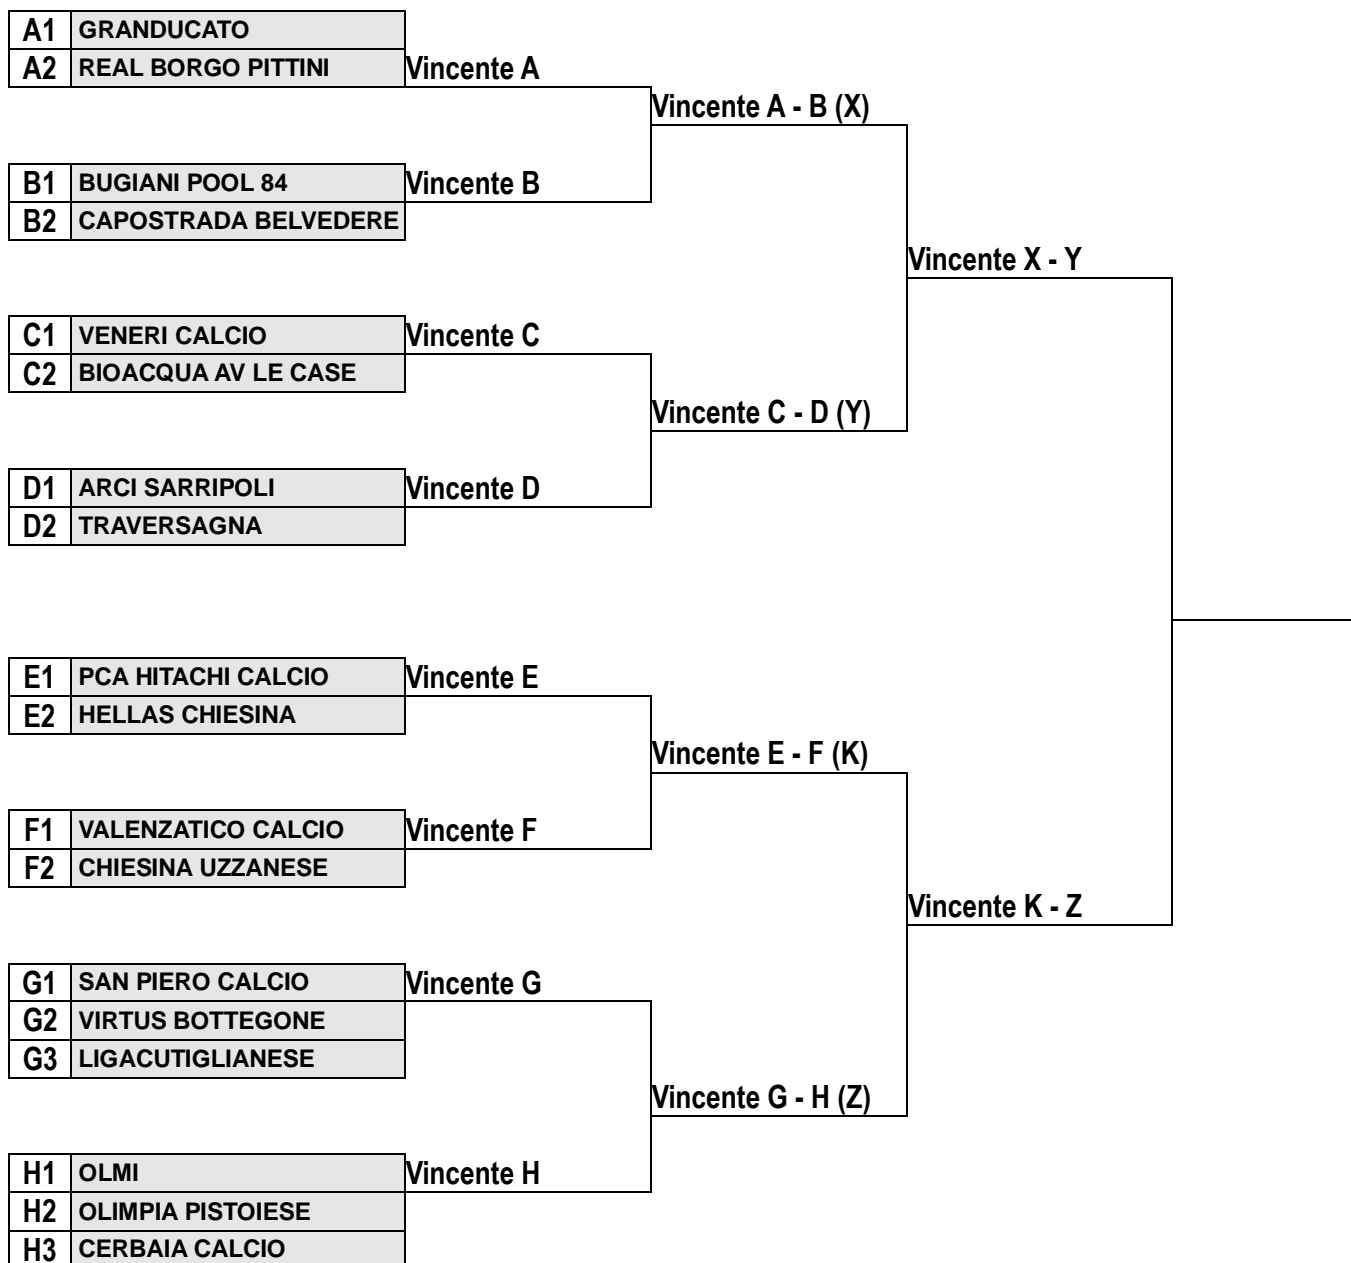 A1 GRANDUCATO
A2 REAL BORGO PITTINI Vincente A
Vincente A - B (X)
B1 BUGIANI POOL 84 Vincente B
B2 CAPOSTRADA BELVEDERE
Vincente X - Y
C1 VENERI CALCIO Vincente C
C2 BIOACQUA AV LE CASE
Vincente C - D (Y)
D1 ARCI SARRIPOLI Vincente D
D2 TRAVERSAGNA
E1 PCA HITACHI CALCIO Vincente E
E2 HELLAS CHIESINA
Vincente E - F (K)
F1 VALENZATICO CALCIO Vincente F
F2 CHIESINA UZZANESE
Vincente K - Z
G1 SAN PIERO CALCIO Vincente G
G2 VIRTUS BOTTEGONE
G3 LIGACUTIGLIANESE
Vincente G - H (Z)
H1 OLMI Vincente H
H2 OLIMPIA PISTOIESE
H3 CERBAIA CALCIO